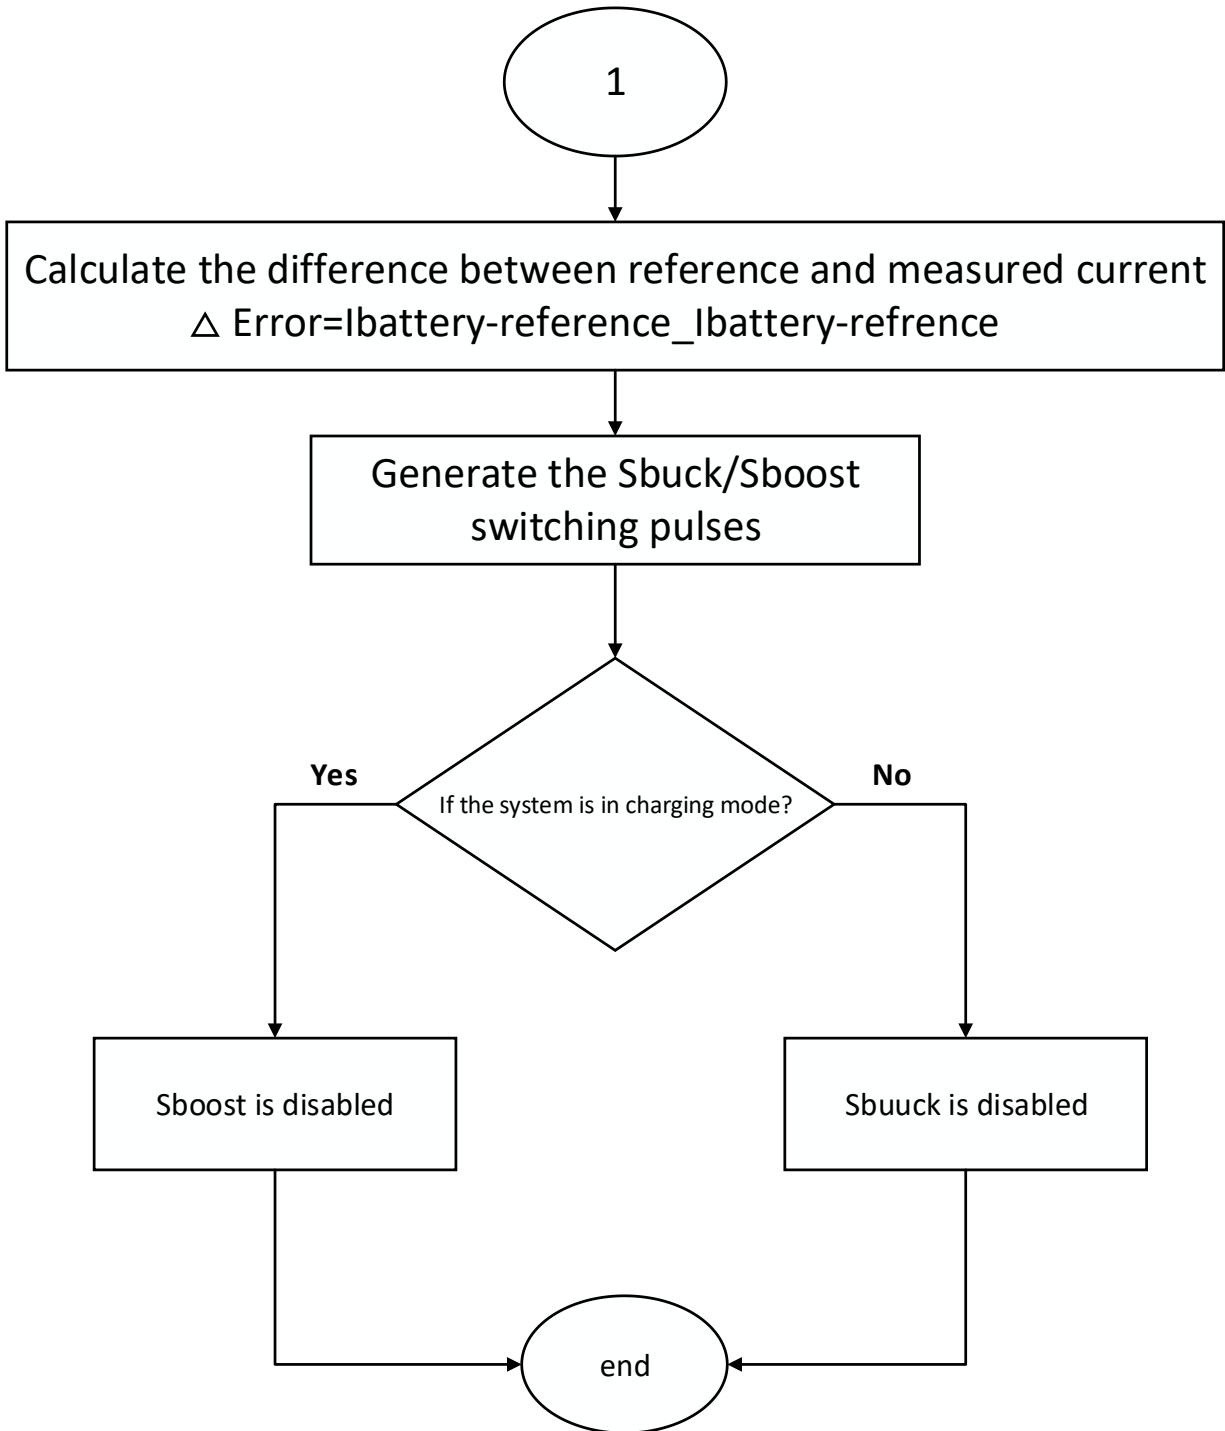 1
Calculate the difference between reference and measured current
△ Error=Ibattery-reference_Ibattery-refrence
Generate the Sbuck/Sboost
switching pulses
Yes
No
If the system is in charging mode?
Sboost is disabled
Sbuuck is disabled
end